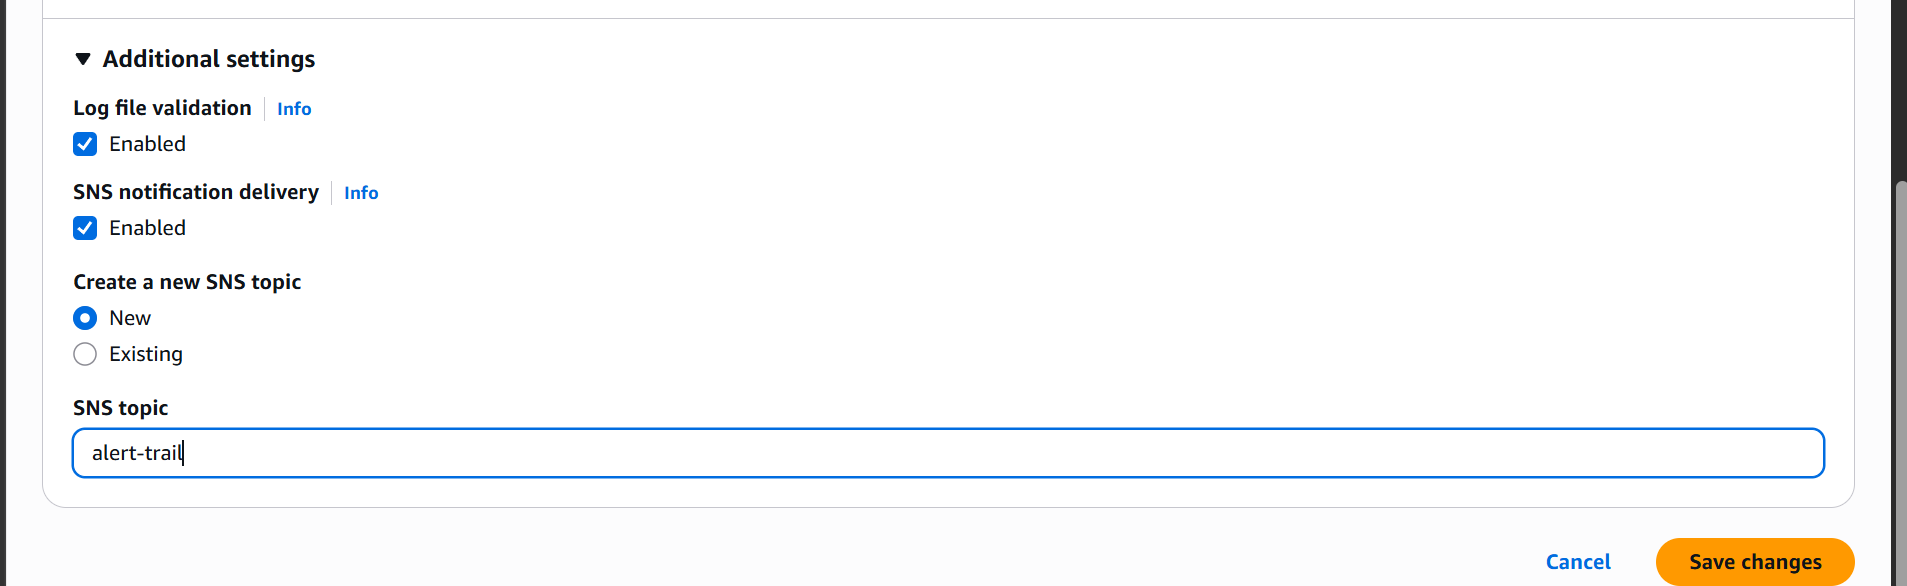 Additional settings
Log file validation Info
Enabled
SNS notification delivery Info
Enabled
Create a new SNS topic
New
Existing
SNS topic
alert-trail
Cancel Save changes